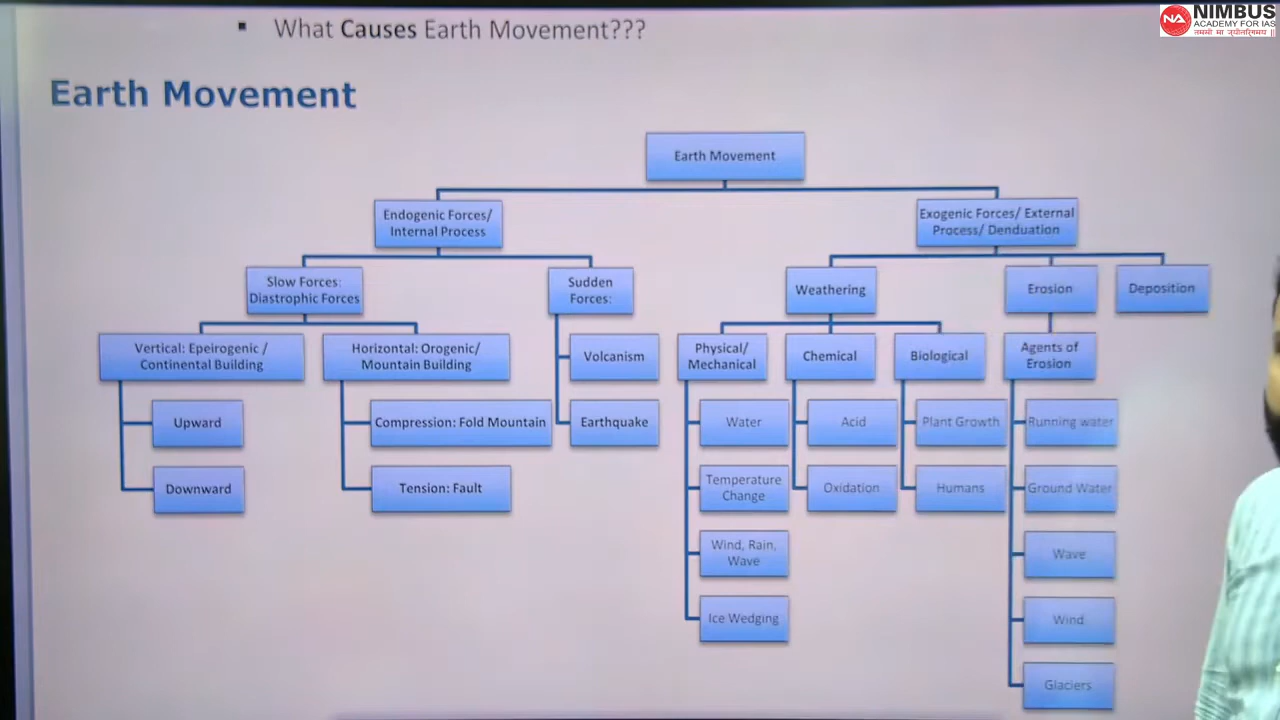 ▪ What Causes Earth Movement???
NIMBUS
ACADEMY FOR IAS
NA
Earth Movement
Earth Movement
Endogenic Forces/
Internal Process
Exogenic Forces/ External
Process/ Denduation
Slow Forces:
Diastrophic Forces
Sudden
Forces:
Weathering
Erosion
Deposition
Vertical: Epeirogenic /
Continental Building
Horizontal: Orogenic/
Mountain Building
Volcanism
Physical/
Mechanical
Chemical
Biological
Agents of
Erosion
Upward
Compression: Fold Mountain
Earthquake
Water
Acid
Plant Growth
Running water
Downward
Tension: Fault
Temperature
Change
Oxidation
Humans
Ground Water
Wind, Rain,
Wave
Wave
Ice Wedging
Wind
Glaciers